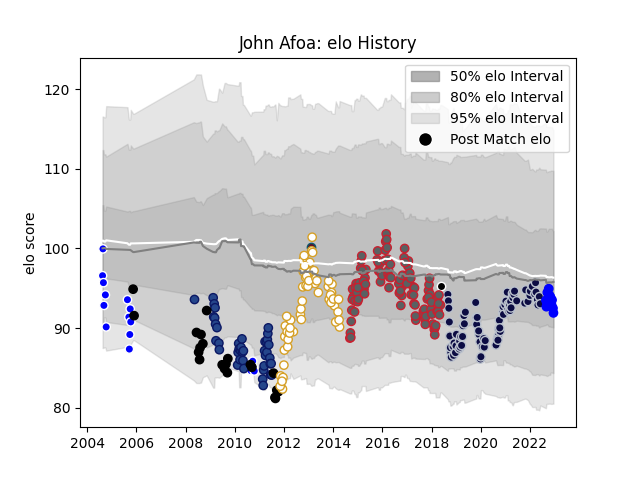 John Afoa: elo History
50% elo Interval
80% elo Interval
95% elo Interval
Post Match elo
elo score
120
110
100
90
80
2004 2006 2008 2010 2012 2014 2016 2018 2020 2022